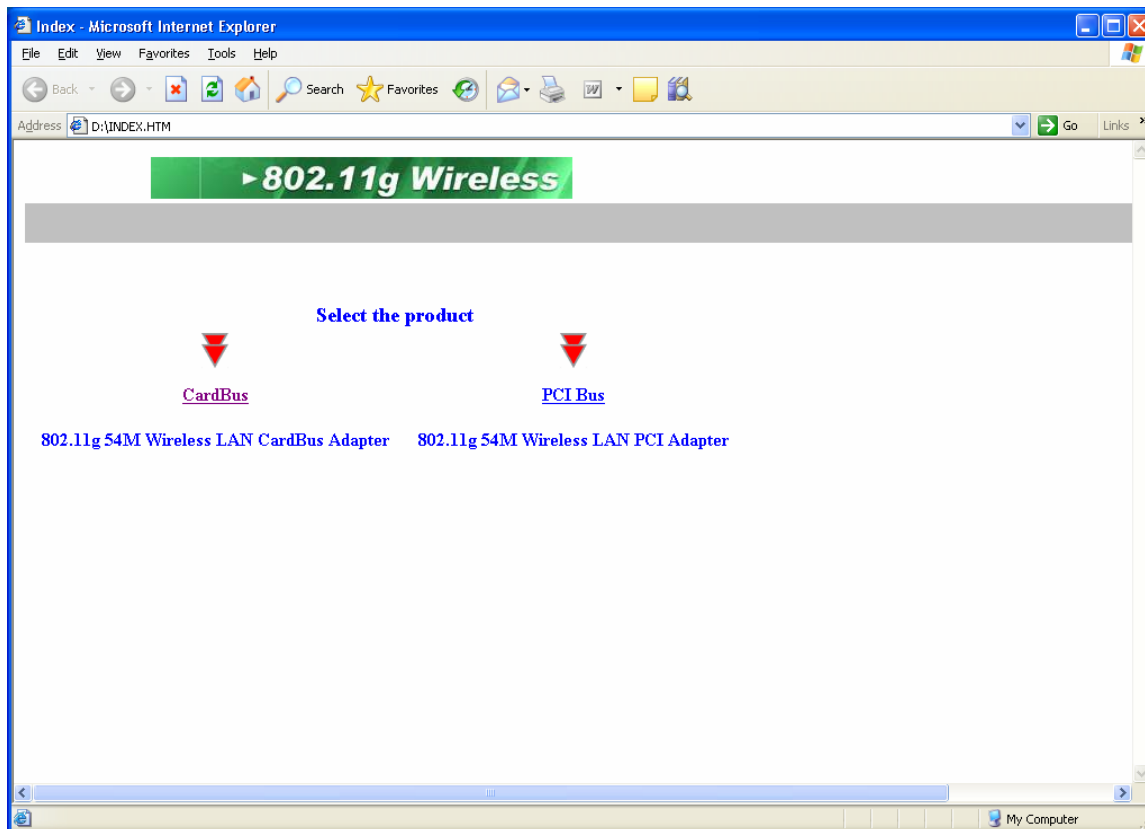 Index - Microsoft Internet Explorer
File Edit View Favorites Tools Help
Back Search Favorites
Address D:\INDEX.HTM Go Links »
802.11g Wireless
Select the product
CardBus PCI Bus
802.11g 54M Wireless LAN CardBus Adapter 802.11g 54M Wireless LAN PCI Adapter
My Computer